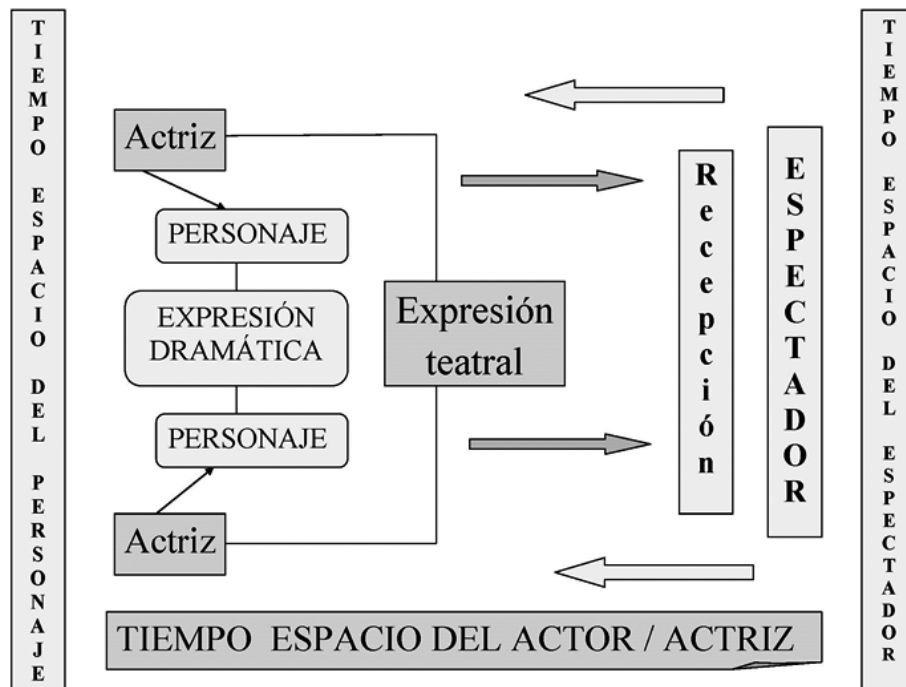 TIEMPO ESPACIO DEL PERSONAJE
Actriz
PERSONAJE
EXPRESIÓN
DRAMÁTICA
PERSONAJE
Actriz
Expresión
teatral
Recepción
ESPECTADOR
TIEMPO ESPACIO DEL ESPECTADOR
TIEMPO ESPACIO DEL ACTOR / ACTRIZ